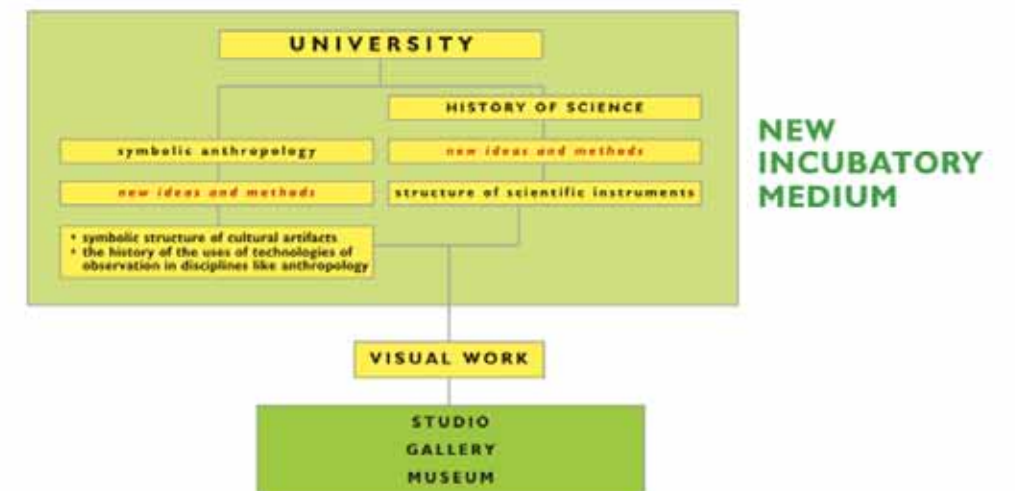 UNIVERSITY
HISTORY OF SCIENCE
symbolic anthropology
new ideas and methods
new ideas and methods
structure of scientific instruments
• symbolic structure of cultural artifacts
• the history of the uses of technologies of
observation in disciplines like anthropology
NEW
INCUBATORY
MEDIUM
VISUAL WORK
STUDIO
GALLERY
MUSEUM